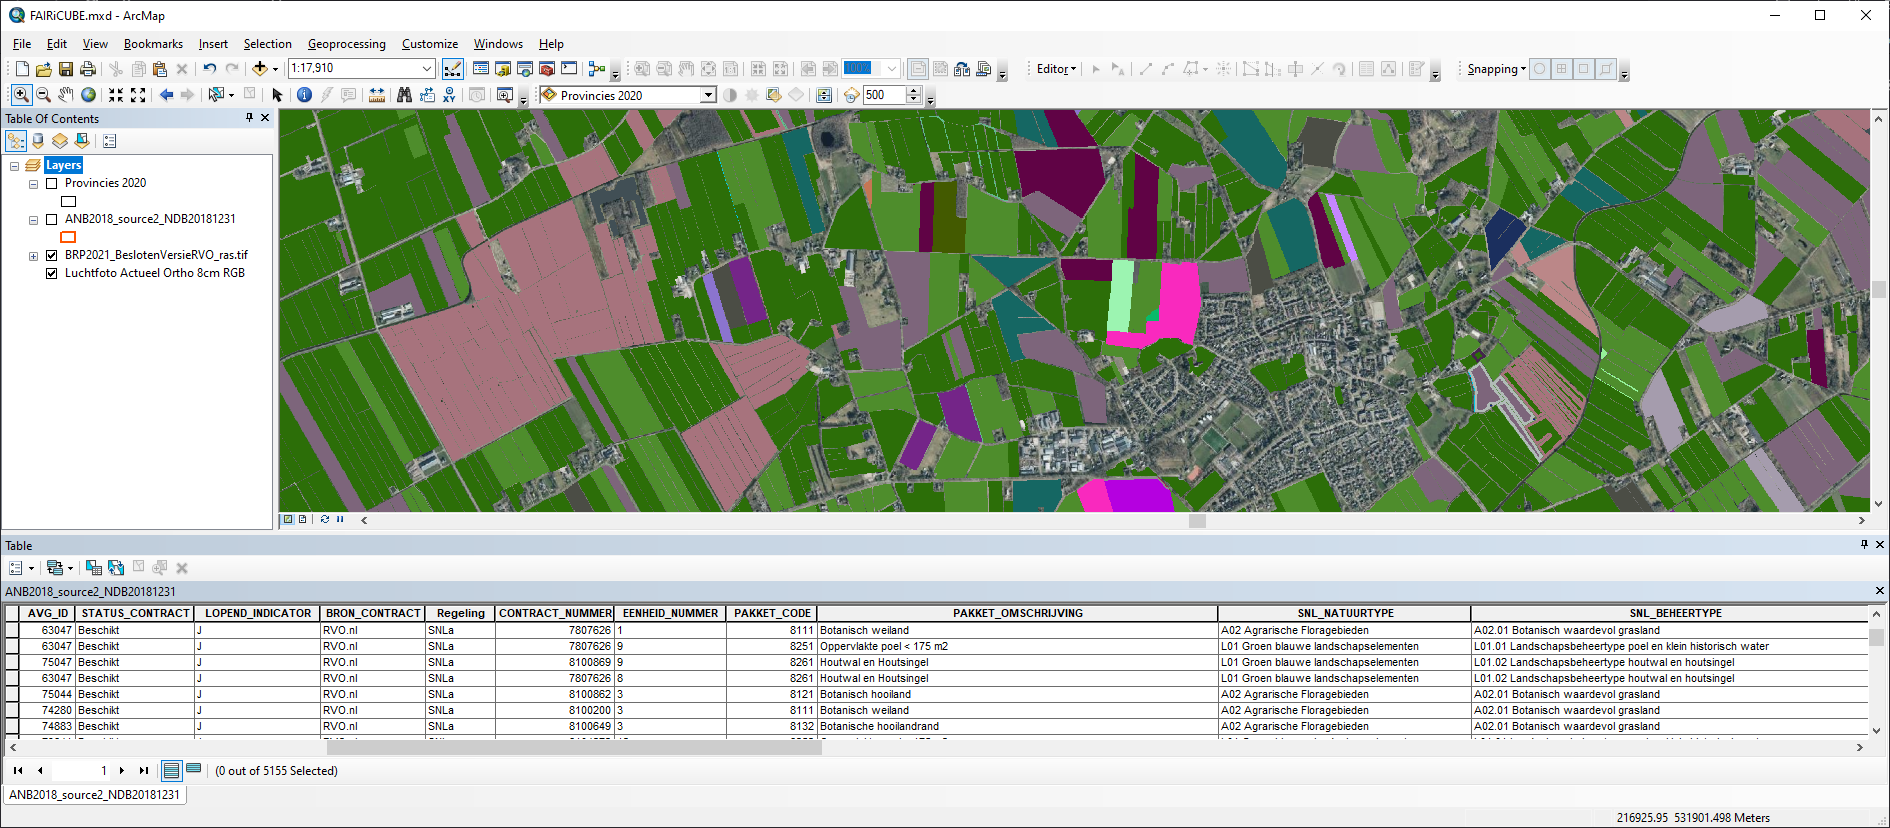 FAIRiCUBE.mxd - ArcMap
File Edit View Bookmarks Insert Selection Geoprocessing Customize Windows Help
1:17,910 100% Editor Snapping
Provincies 2020 500
Table Of Contents
Layers
Provincies 2020
ANB2018_source2_NDB20181231
BRP2021_BeslotenVersieRVO_ras.tif
Luchtfoto Actueel Ortho 8cm RGB
Table
ANB2018_source2_NDB20181231
AVG_ID STATUS_CONTRACT LOPEND_INDICATOR BRON_CONTRACT Regeling CONTRACT_NUMMER EENHEID_NUMMER PAKKET_CODE PAKKET_OMSCHRIJVING SNL_NATUURTYPE SNL_BEHEERTYPE
63047 Beschikt J RVO.nl SNLa 7807626 1 8111 Botanisch weiland A02 Agrarische Floragebieden A02.01 Botanisch waardevol grasland
63047 Beschikt J RVO.nl SNLa 7807626 9 8251 Oppervlakte poel < 175 m2 L01 Groen blauwe landschapselementen L01.01 Landschapsbeheertype poel en klein historisch water
75047 Beschikt J RVO.nl SNLa 8100869 9 8261 Houtwal en Houtsingel L01 Groen blauwe landschapselementen L01.02 Landschapsbeheertype houtwal en houtsingel
63047 Beschikt J RVO.nl SNLa 7807626 8 8261 Houtwal en Houtsingel L01 Groen blauwe landschapselementen L01.02 Landschapsbeheertype houtwal en houtsingel
75044 Beschikt J RVO.nl SNLa 8100862 3 8121 Botanisch hooiland A02 Agrarische Floragebieden A02.01 Botanisch waardevol grasland
74280 Beschikt J RVO.nl SNLa 8100200 3 8111 Botanisch weiland A02 Agrarische Floragebieden A02.01 Botanisch waardevol grasland
74883 Beschikt J RVO.nl SNLa 8100649 3 8132 Botanische hooilandrand A02 Agrarische Floragebieden A02.01 Botanisch waardevol grasland
1 (0 out of 5155 Selected)
ANB2018_source2_NDB20181231
216925.95 531901.498 Meters